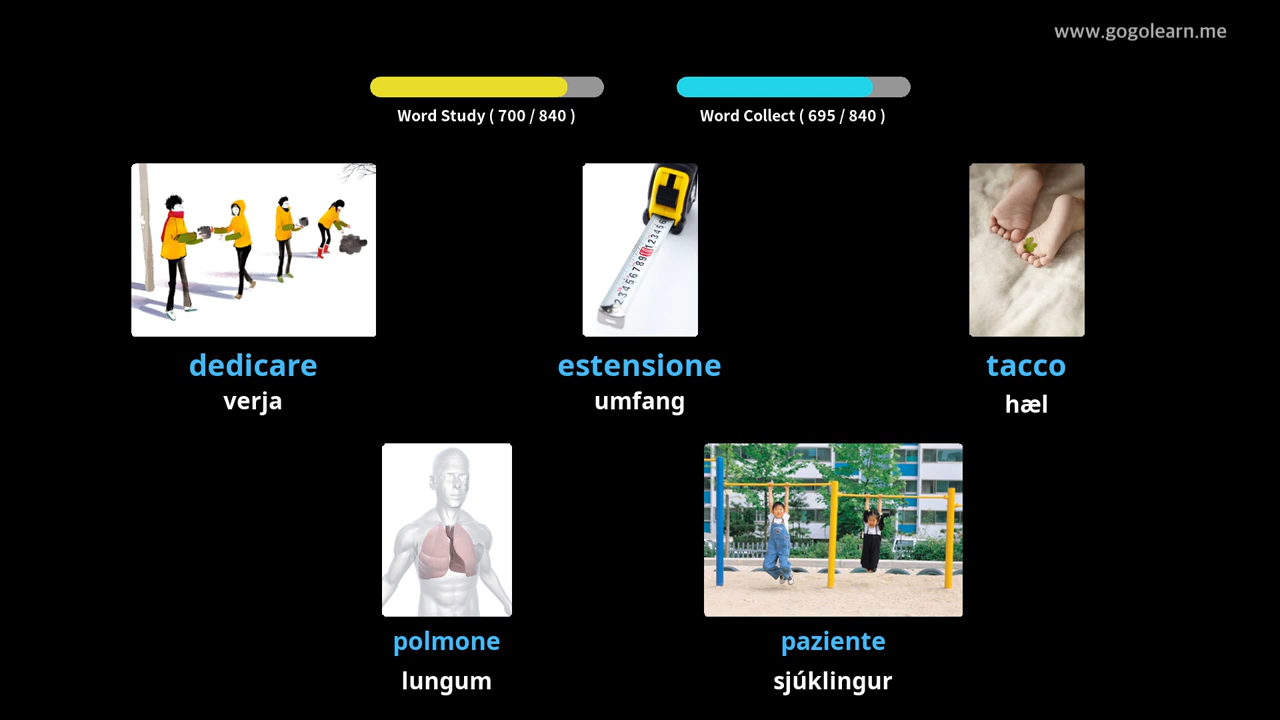 www.gogolearn.me
Word Study ( 700 / 840 )
Word Collect ( 695 / 840 )
dedicare
verja
estensione
umfang
tacco
hæl
polmone
lungum
paziente
sjúklingur